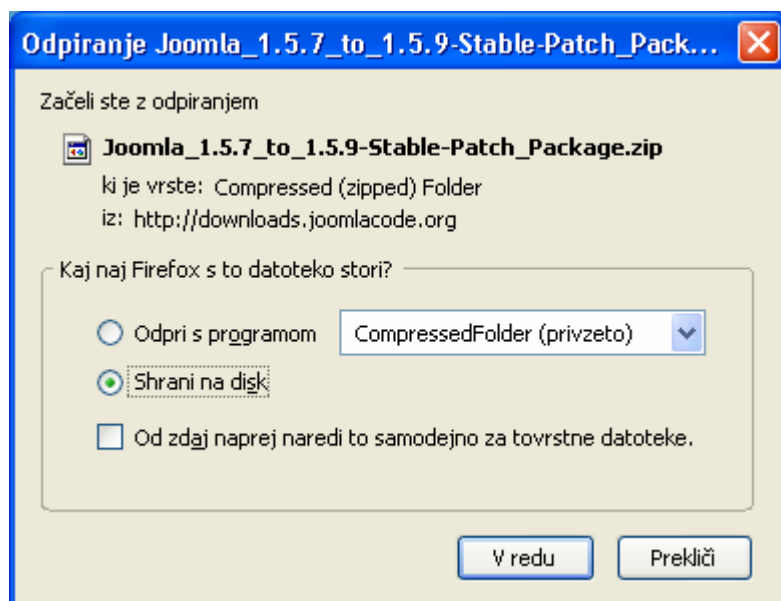 Odpiranje Joomla_1.5.7_to_1.5.9-Stable-Patch_Pack...
Začeli ste z odpiranjem
Joomla_1.5.7_to_1.5.9-Stable-Patch_Package.zip
ki je vrste: Compressed (zipped) Folder
iz: http://downloads.joomlacode.org
Kaj naj Firefox s to datoteko stori?
Odpri s programom CompressedFolder (privzeto)
Shrani na disk
Od zdaj naprej naredi to samodejno za tovrstne datoteke.
V redu Prekliči